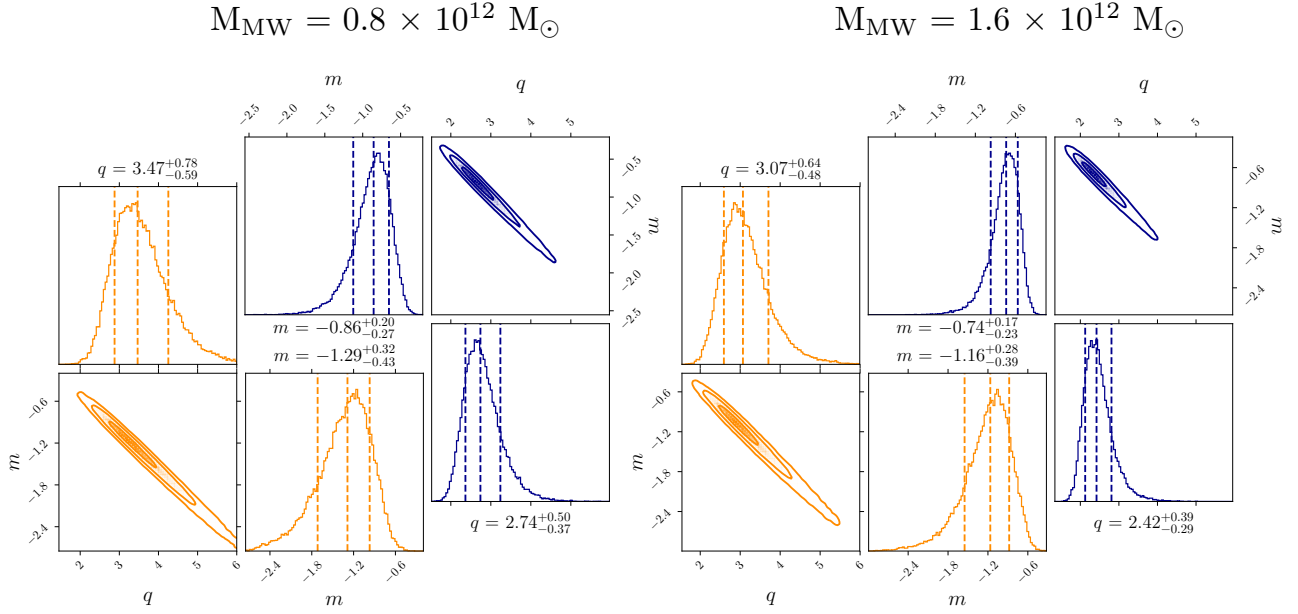 M_MW = 0.8 × 10^12 M_⊙
M_MW = 1.6 × 10^12 M_⊙
m
q
−2.5 −2.0 −1.5 −1.0 −0.5
2 3 4 5
q = 3.47 +0.78 −0.59
−0.5
−1.0
−1.5
−2.0
−2.5
m
m = −0.86 +0.20 −0.27
m = −1.29 +0.32 −0.43
−0.6
−1.2
−1.8
−2.4
m
q = 2.74 +0.50 −0.37
2 3 4 5 6
q
−2.4 −1.8 −1.2 −0.6
m
m
q
−2.4 −1.8 −1.2 −0.6
2 3 4 5
q = 3.07 +0.64 −0.48
−0.6
−1.2
−1.8
−2.4
m
m = −0.74 +0.17 −0.23
m = −1.16 +0.28 −0.39
−0.6
−1.2
−1.8
−2.4
m
q = 2.42 +0.39 −0.29
2 3 4 5 6
q
−2.4 −1.8 −1.2 −0.6
m